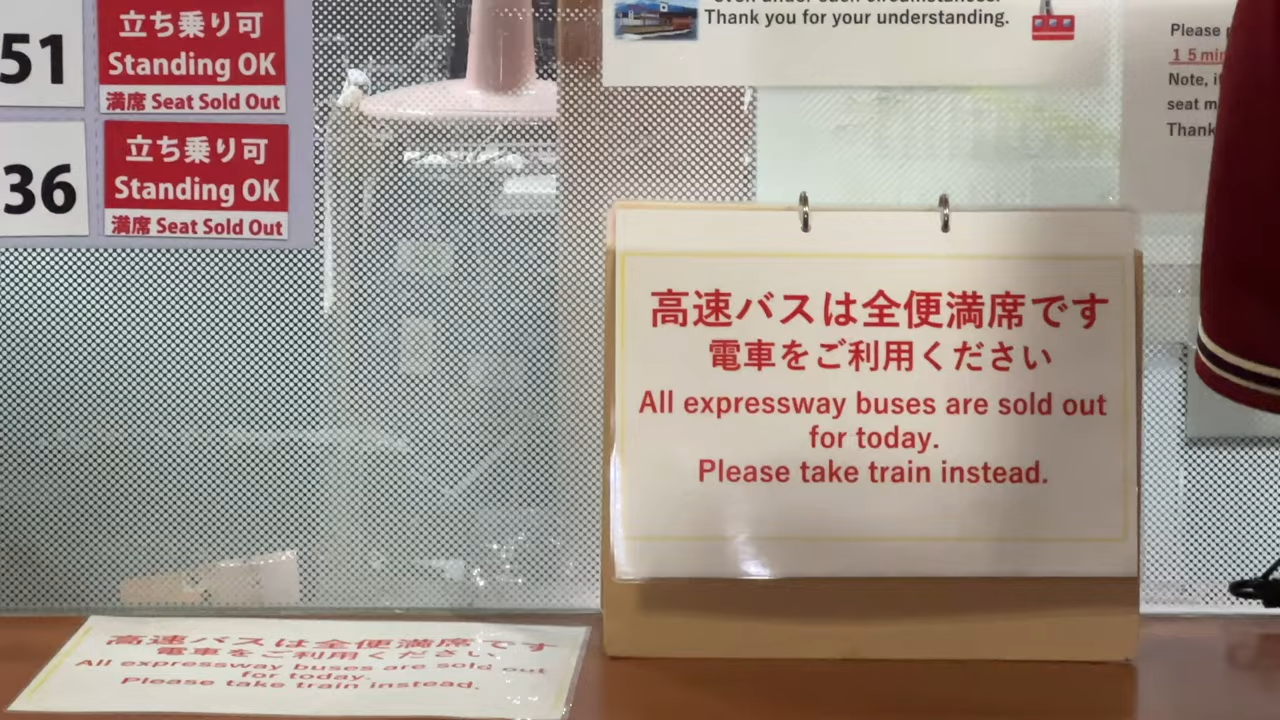 51
立ち乗り可
Standing OK
満席 Seat Sold Out
36
立ち乗り可
Standing OK
満席 Seat Sold Out
Thank you for your understanding.
Please
15 min
Note,
seat
Thank
高速バスは全便満席です
電車をご利用ください
All expressway buses are sold out
for today.
Please take train instead.
高速バスは全便満席です
電車をご利用ください
All expressway buses are sold out
for today.
Please take train instead.